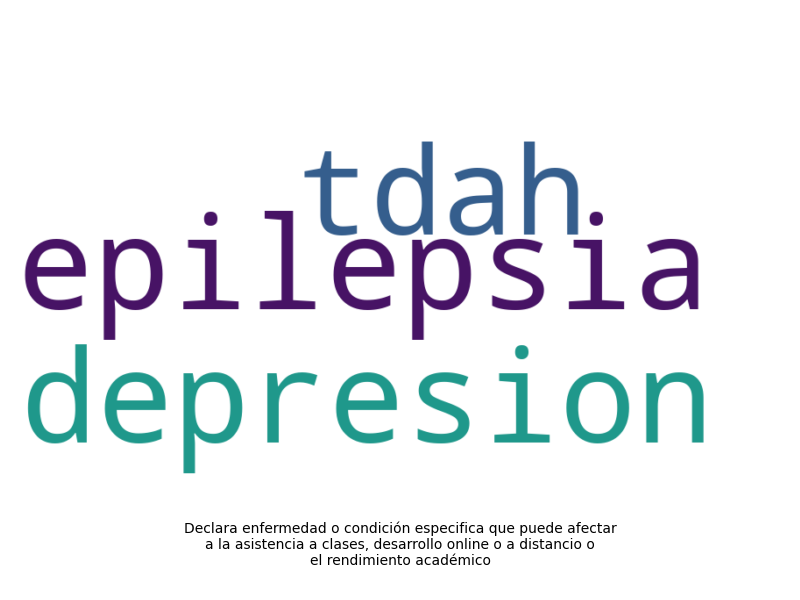 tdah
epilepsia
depresion
Declara enfermedad o condición especifica que puede afectar
a la asistencia a clases, desarrollo online o a distancio o
el rendimiento académico